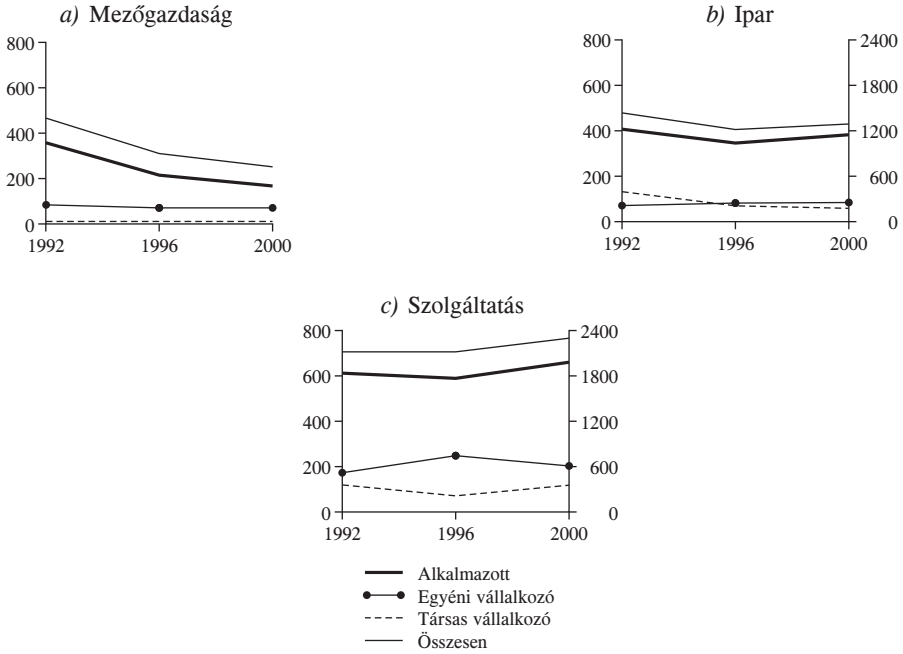 a) Mezőgazdaság
800
600
400
200
0
1992 1996 2000
b) Ipar
800 2400
600 1800
400 1200
200 600
0 0
1992 1996 2000
c) Szolgáltatás
800 2400
600 1800
400 1200
200 600
0 0
1992 1996 2000
Alkalmazott
Egyéni vállalkozó
Társas vállalkozó
Összesen